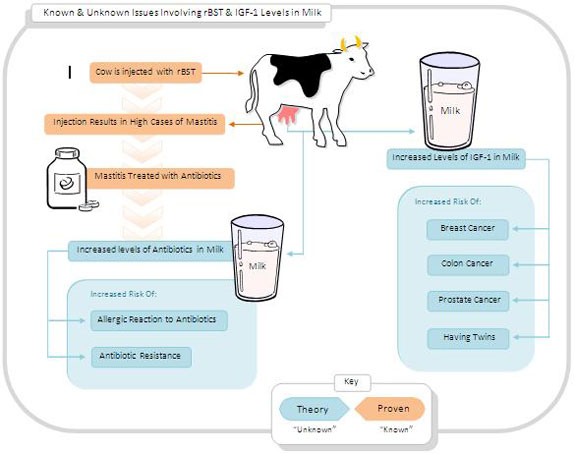 Known & Unknown Issues Involving rBST & IGF-1 Levels in Milk
Cow is injected with rBST
Injection Results in High Cases of Mastitis
Mastitis Treated with Antibiotics
Increased levels of Antibiotics in Milk
Milk
Increased Risk Of:
Allergic Reaction to Antibiotics
Antibiotic Resistance
Milk
Increased Levels of IGF-1 in Milk
Increased Risk Of:
Breast Cancer
Colon Cancer
Prostate Cancer
Having Twins
Key
Theory
Proven
"Unknown"
"Known"